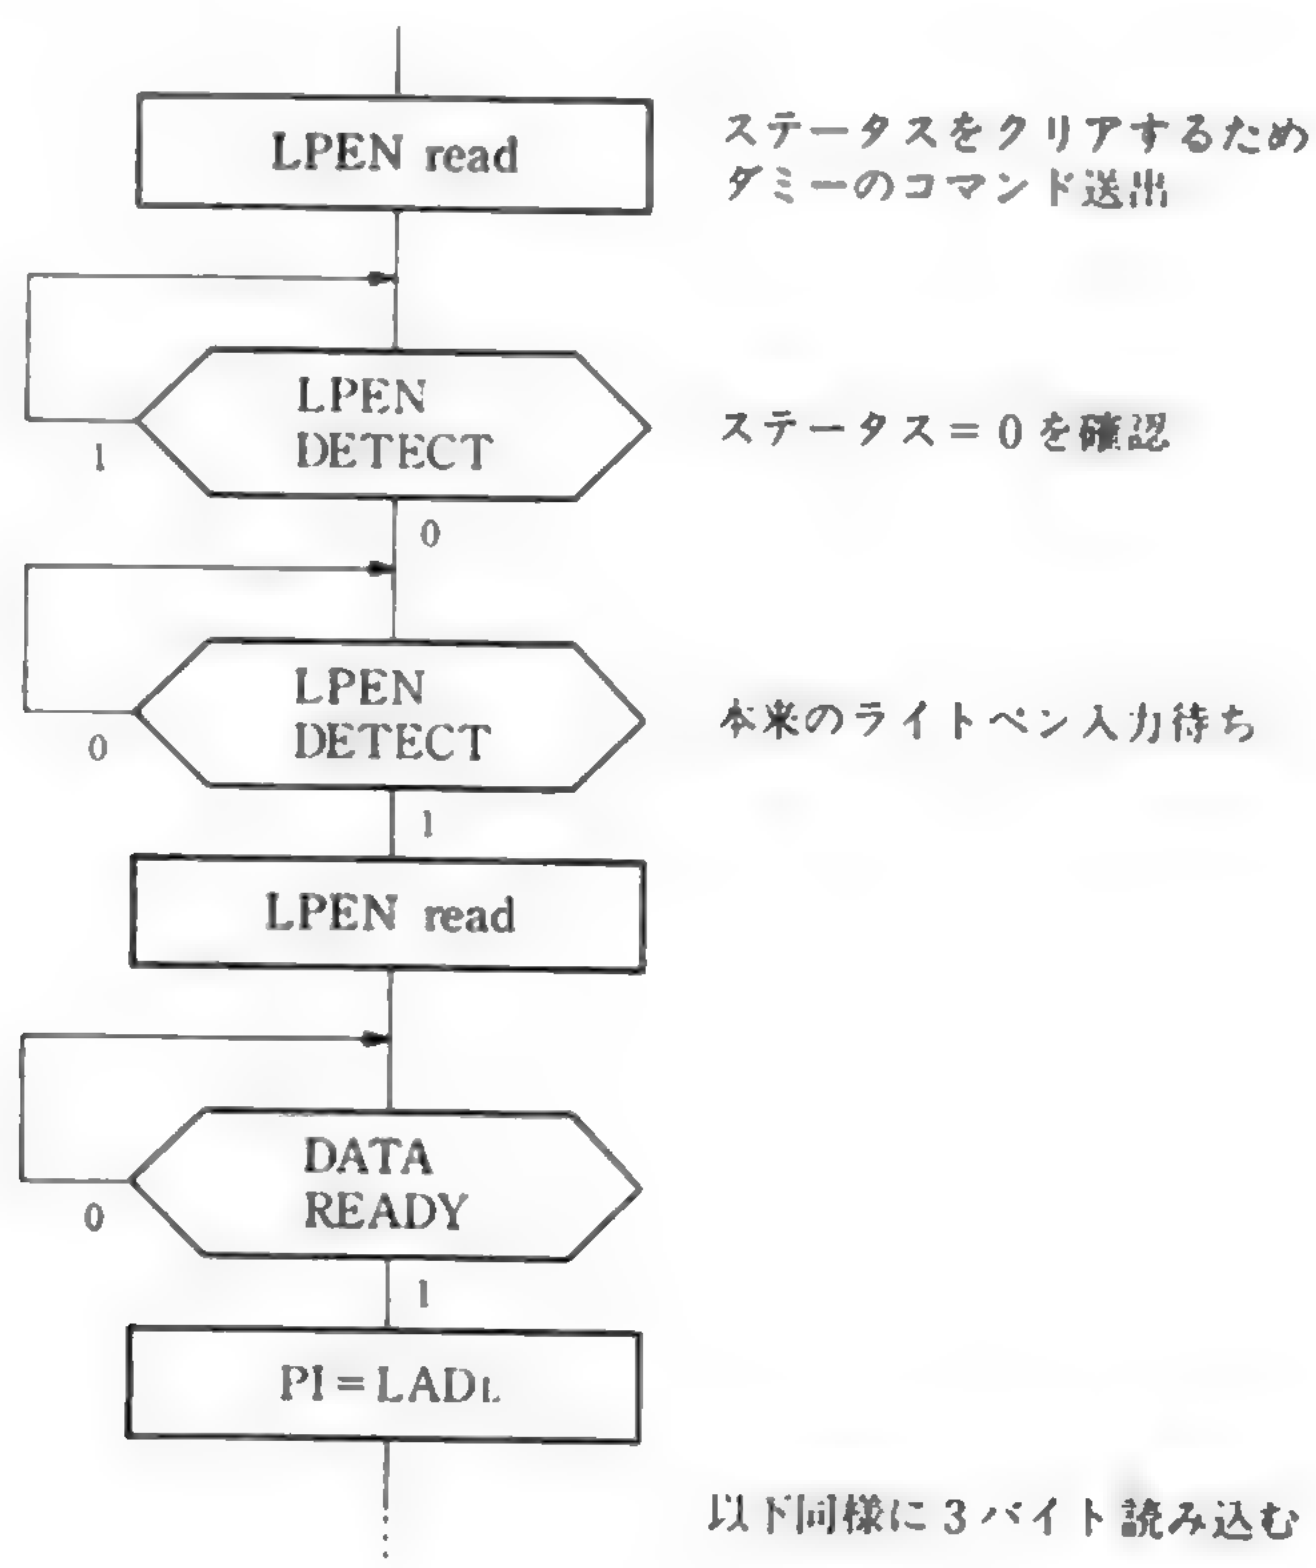 LPEN read
ステータスをクリアするため
ダミーのコマンド送出
LPEN
DETECT
1
0
ステータス=0を確認
LPEN
DETECT
0
1
本来のライトペン入力待ち
LPEN read
DATA
READY
0
1
PI=LADL
以下同様に3バイト読み込む